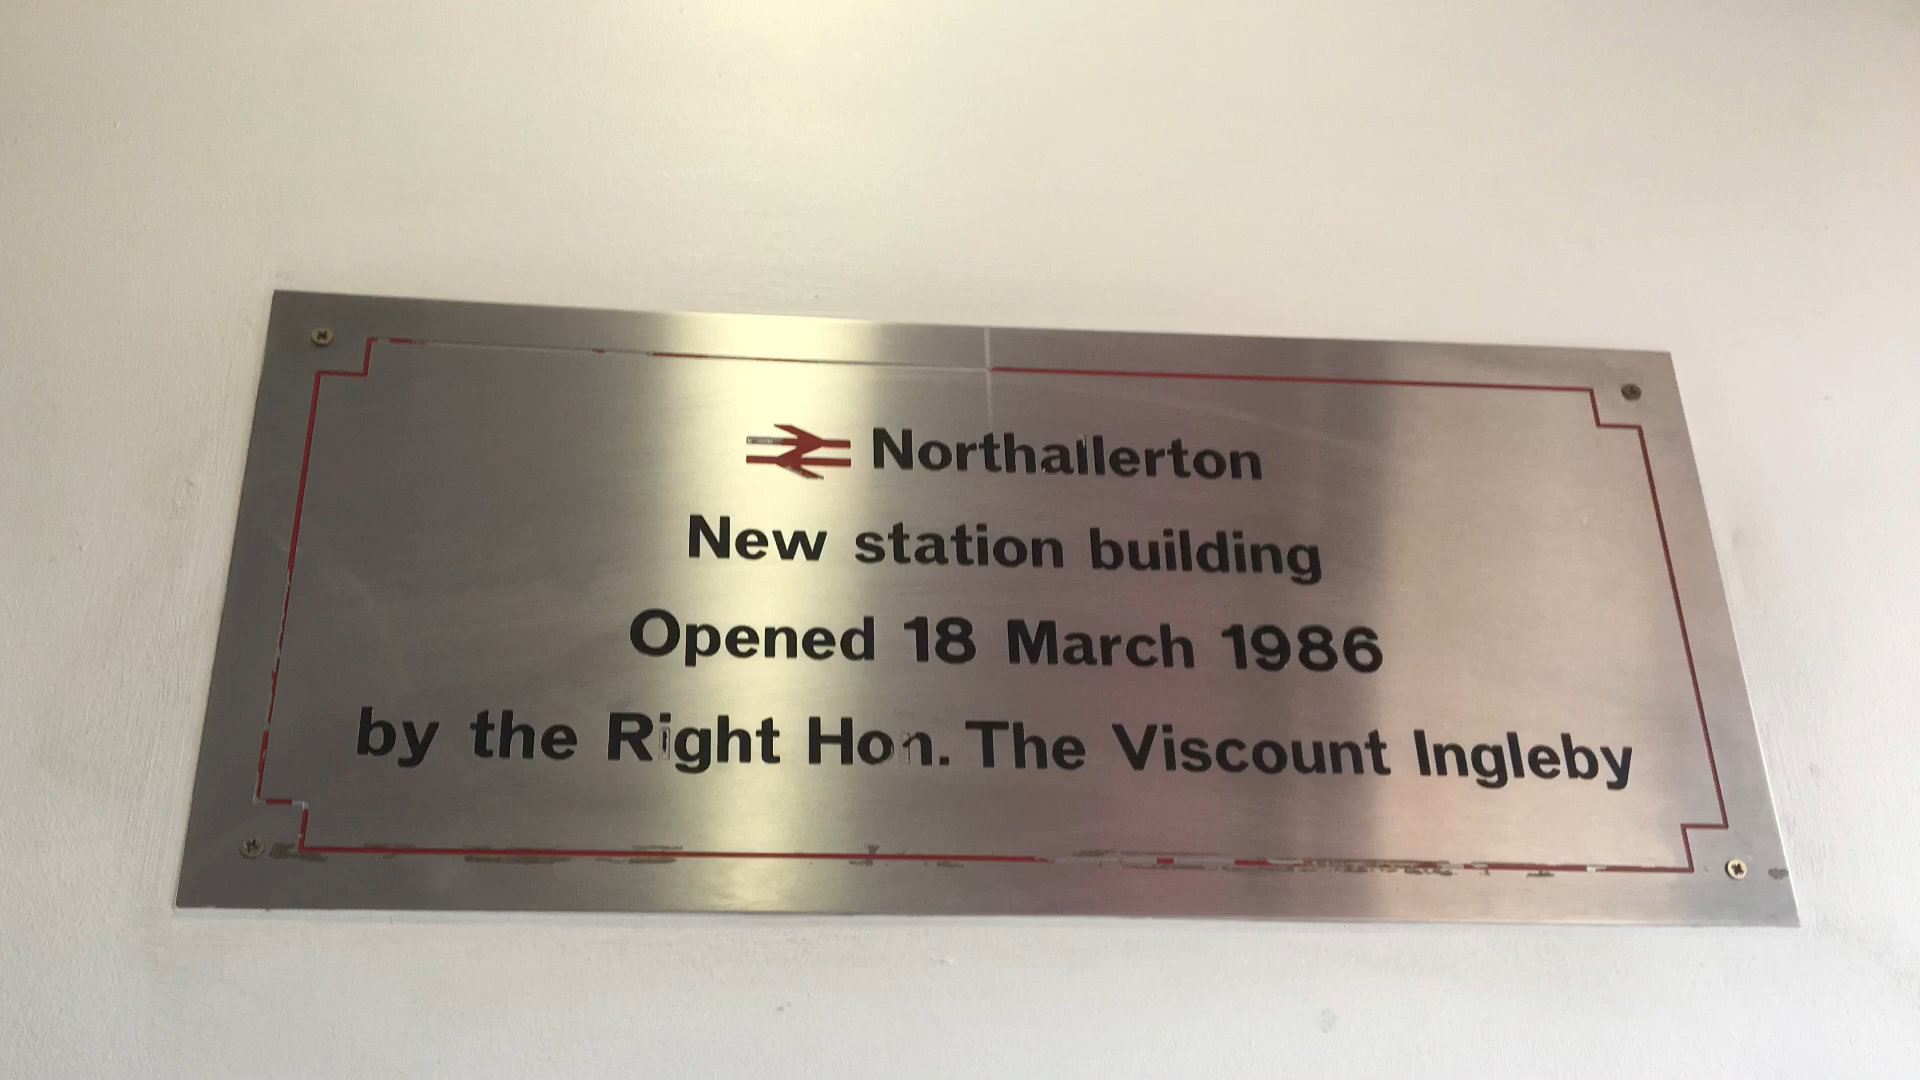 Northallerton
New station building
Opened 18 March 1986
by the Right Hon. The Viscount Ingleby